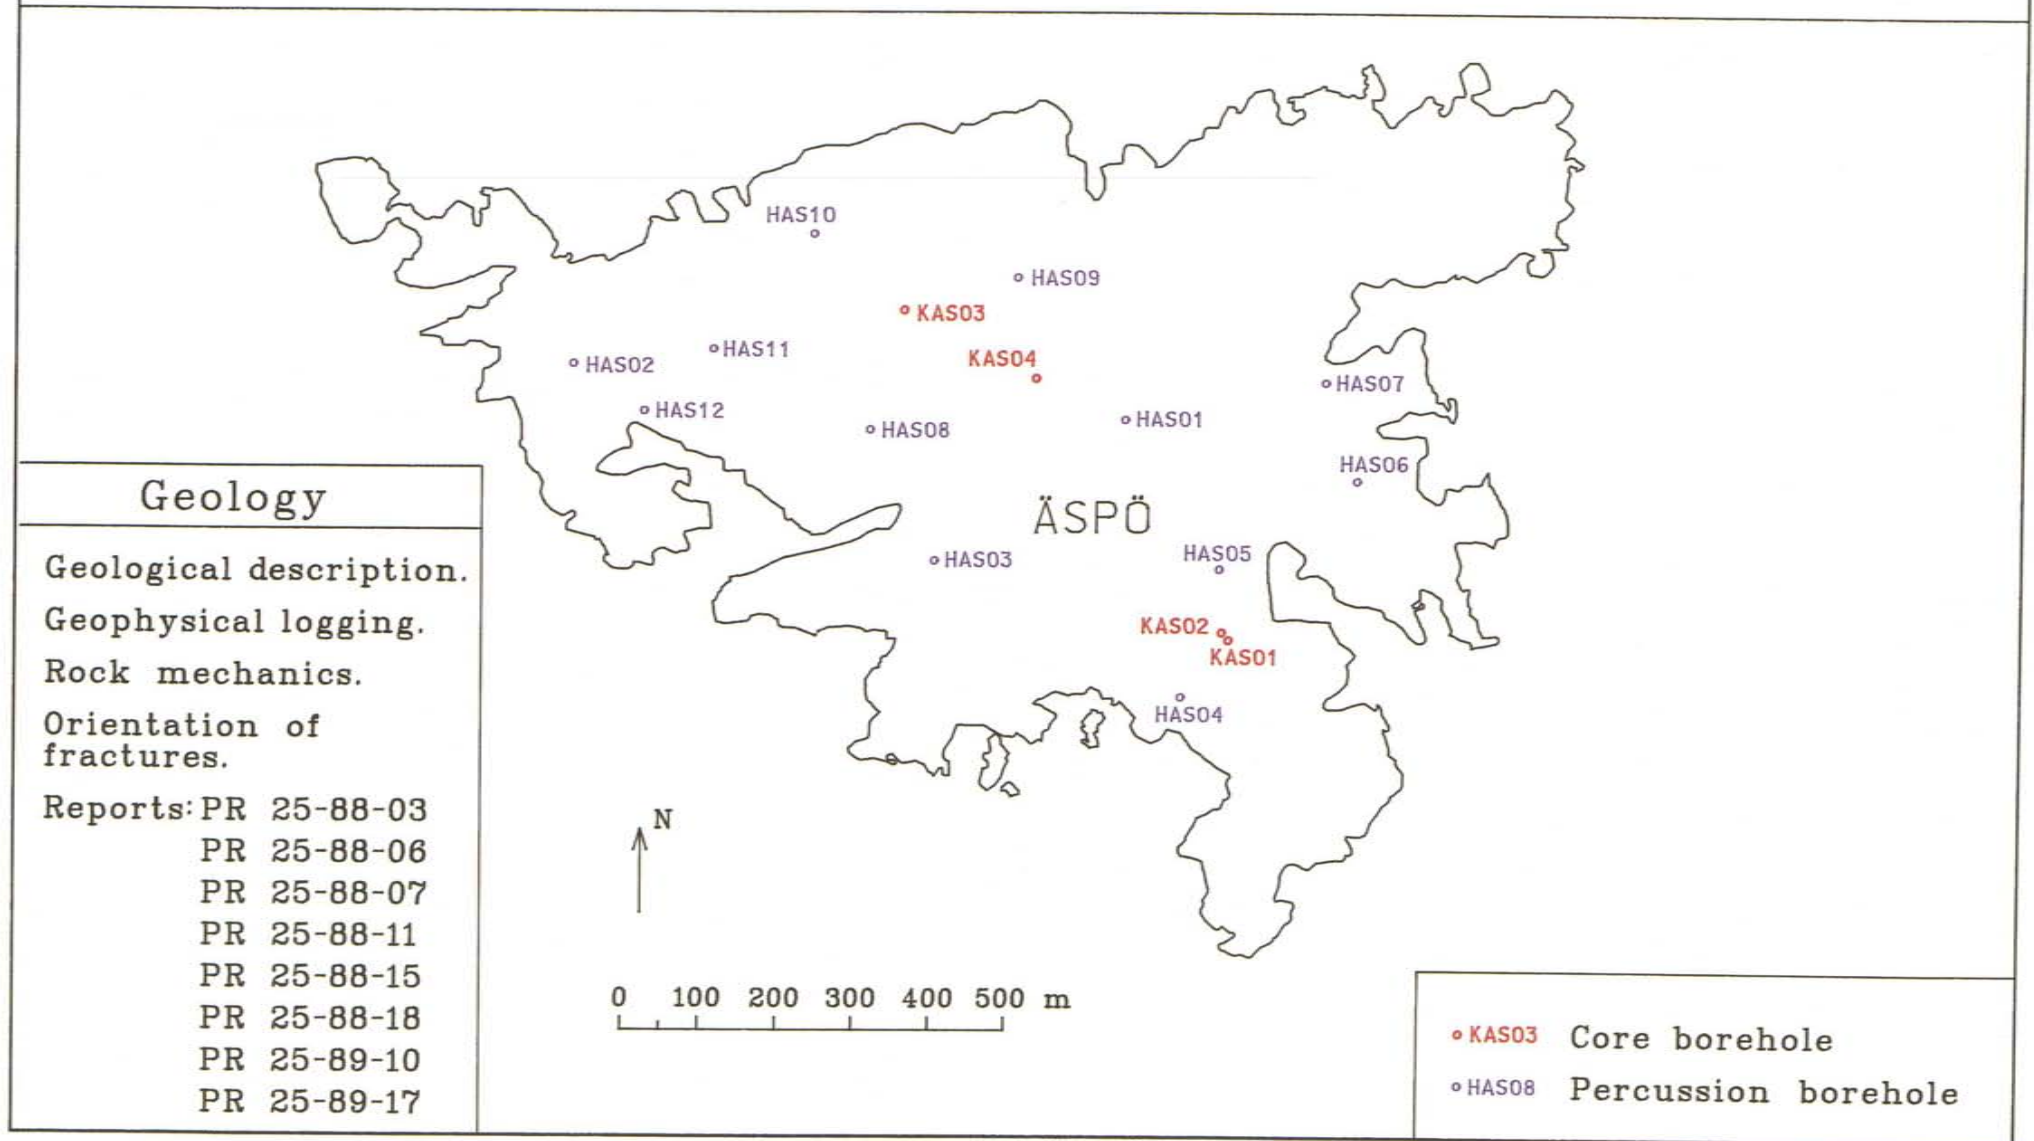 HAS10
HAS09
KAS03
HAS11
KAS04
HAS02
HAS07
HAS12
HAS01
HAS08
HAS06
ÄSPÖ
HAS05
HAS03
KAS02
KAS01
HAS04
Geology
Geological description.
Geophysical logging.
Rock mechanics.
Orientation of
fractures.
Reports: PR 25-88-03
PR 25-88-06
PR 25-88-07
PR 25-88-11
PR 25-88-15
PR 25-88-18
PR 25-89-10
PR 25-89-17
N
0 100 200 300 400 500 m
KAS03 Core borehole
HAS08 Percussion borehole